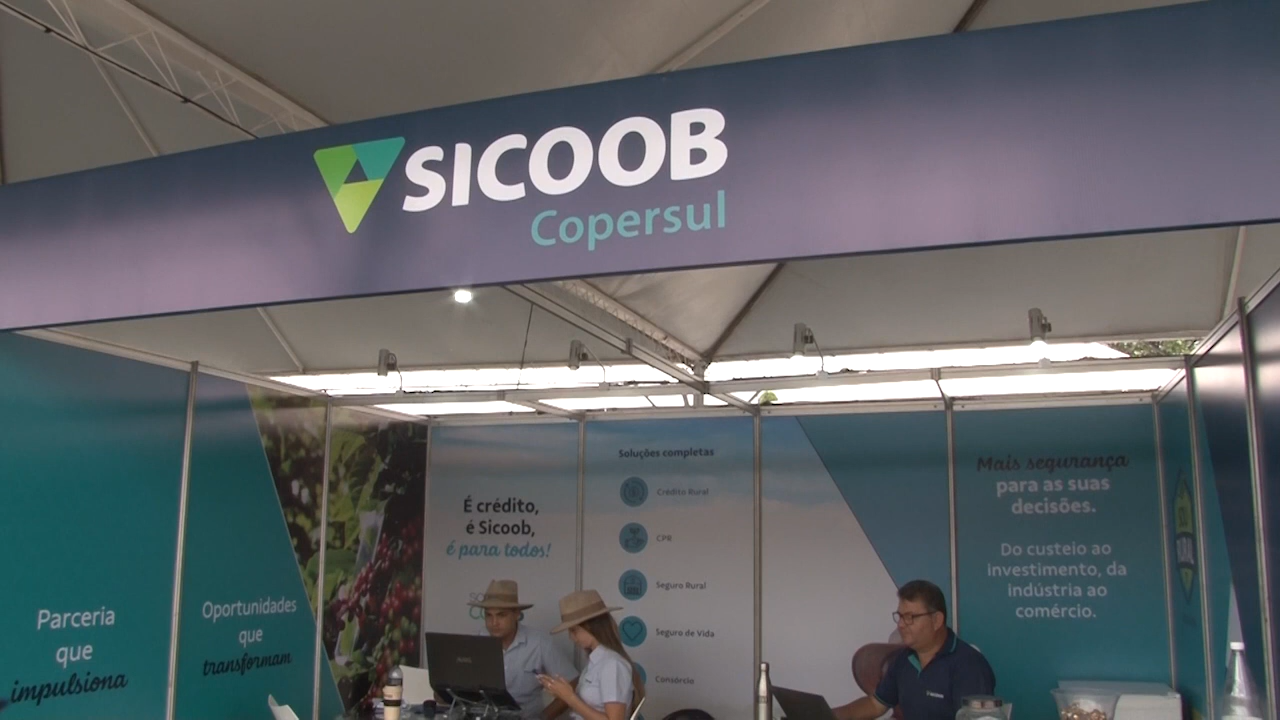 SICOOB
Copersul
Parceria
que
impulsiona
Oportunidades
que
transformam
É crédito,
é Sicoob,
é para todos!
Soluções completas
Crédito Rural
CPR
Seguro Rural
Seguro de Vida
Consórcio
Mais segurança
para as suas
decisões.
Do custeio ao
investimento, da
indústria ao
comércio.